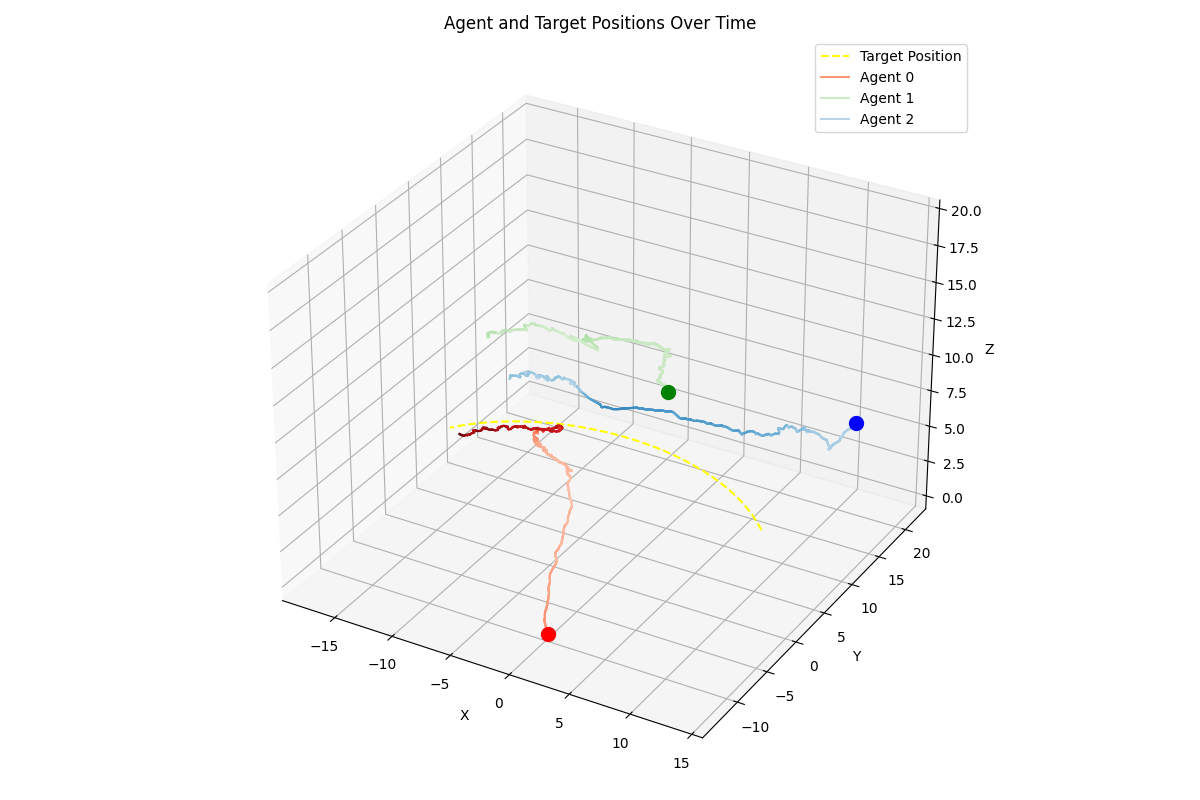 Agent and Target Positions Over Time
Target Position
Agent 0
Agent 1
Agent 2
20.0
17.5
15.0
12.5
10.0
7.5
5.0
2.5
0.0
Z
20
15
10
5
0
−5
−10
Y
−15
−10
−5
0
5
10
15
X